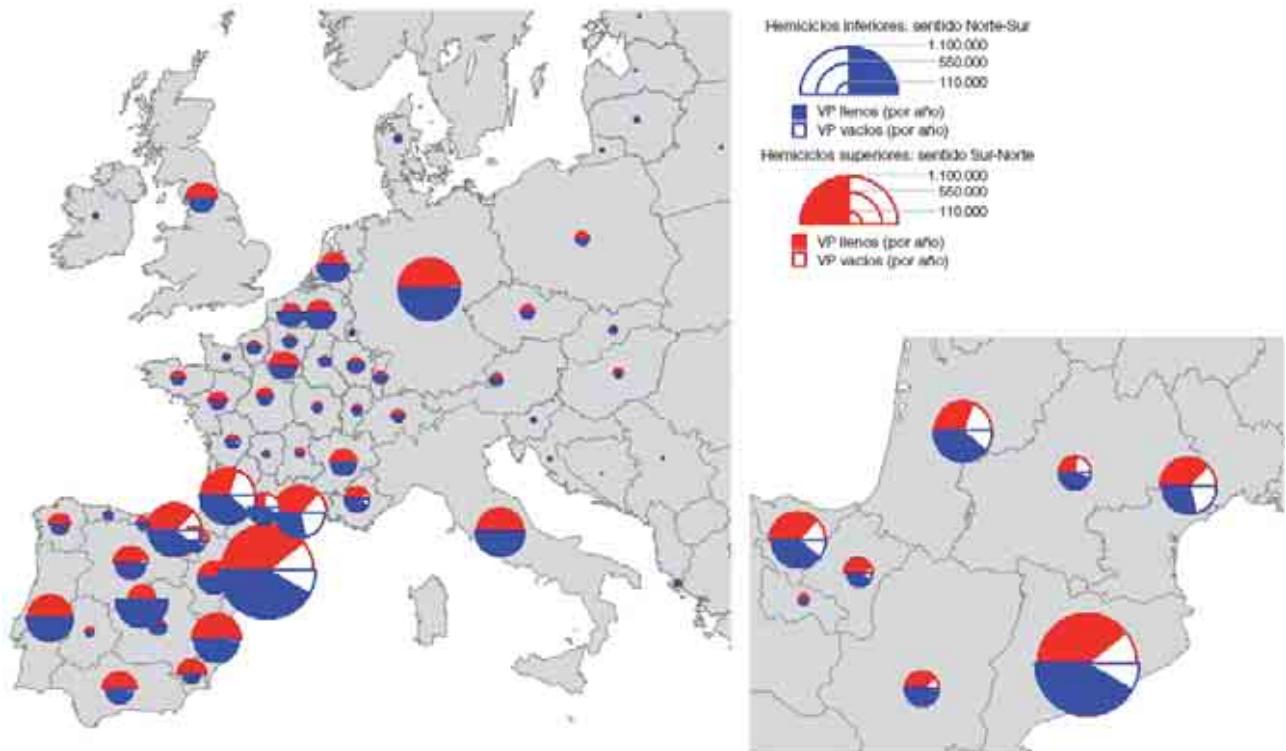 Hemiciclos inferiores: sentido Norte-Sur
1.100.000
550.000
110.000
VP llenos (por año)
VP vacíos (por año)
Hemiciclos superiores: sentido Sur-Norte
1.100.000
550.000
110.000
VP llenos (por año)
VP vacíos (por año)